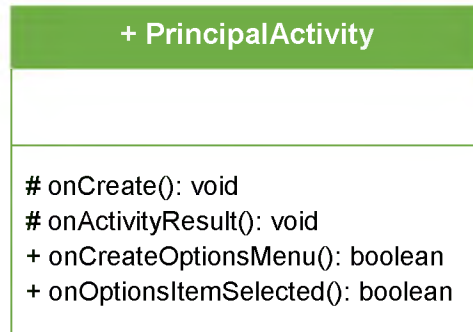 + PrincipalActivity
# onCreate(): void
# onActivityResult(): void
+ onCreateOptionsMenu(): boolean
+ onOptionsItemSelected(): boolean